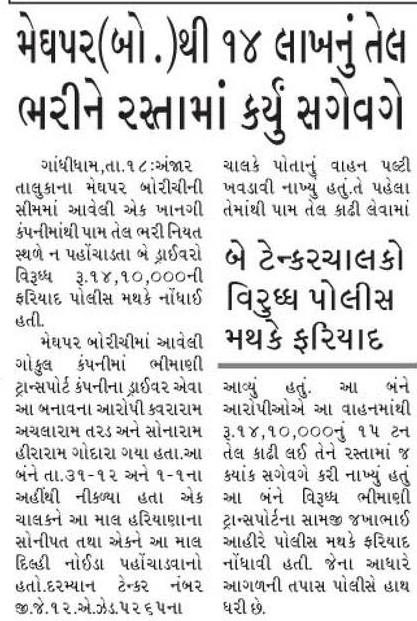 મેઘપર(બો.)થી ૧૪ લાખનું તેલ
ભરીને રસ્તામાં કર્યું સગેવગે
ગાંધીધામ,તા.૧૮:અંજાર
તાલુકાના મેઘપર બોરીચીની
સીમમાં આવેલી એક ખાનગી
કંપનીમાંથી પામ તેલ ભરી નિયત
સ્થળે ન પહોંચાડતા બે ડ્રાઈવરો
વિરૂધ્ધ રૂ.૧૪,૧૦,૦૦૦ની
ફરિયાદ પોલીસ મથકે નોંધાઈ
હતી.
મેઘપર બોરીચીમાં આવેલી
ગોકુલ કંપનીમાં ભીમાણી
ટ્રાન્સપોર્ટ કંપનીના ડ્રાઈવર એવા
આ બનાવના આરોપી ક્વરારામ
અચલારામ તરડ અને સોનારામ
હીરારામ ગોદારા ગયા હતા.આ
બંને તા.૩૧-૧૨ અને ૧-૧ના
અહીંથી નીકળ્યા હતા એક
ચાલકને આ માલ હરિયાણાના
સોનીપત તથા એકને આ માલ
દિલ્હી નોઈડા પહોંચાડવાનો
હતો.દરમ્યાન ટેન્કર નંબર
જી.જે.૧૨.એ.ઝેડ.૫૨૬૫ના
ચાલકે પોતાનું વાહન પલ્ટી
ખવડાવી નાખ્યું હતું.તે પહેલા
તેમાંથી પામ તેલ કાઢી લેવામાં
બે ટેન્કરચાલકો
વિરુધ્ધ પોલીસ
મથકે ફરિયાદ
આવ્યું હતું. આ બંને
આરોપીઓએ આ વાહનમાંથી
રૂ.૧૪,૧૦,૦૦૦નું ૧૫ ટન
તેલ કાઢી લઈ તેને રસ્તામાં જ
ક્યાંક સગેવગે કરી નાખ્યું હતું
આ બંને વિરૂધ્ધ ભીમાણી
ટ્રાન્સપોર્ટના સામજી જખાભાઈ
આહીરે પોલીસ મથકે ફરિયાદ
નોંધાવી હતી. જેના આધારે
આગળની તપાસ પોલીસે હાથ
ધરી છે.